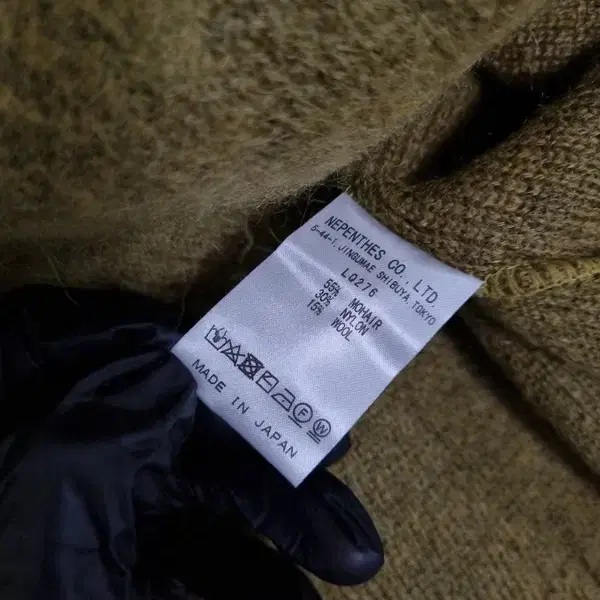 NEPENTHES CO., LTD.
5-44-1, JINGUMAE SHIBUYA, TOKYO
LQ276
55% MOHAIR
30% NYLON
15% WOOL
P W
MADE IN JAPAN